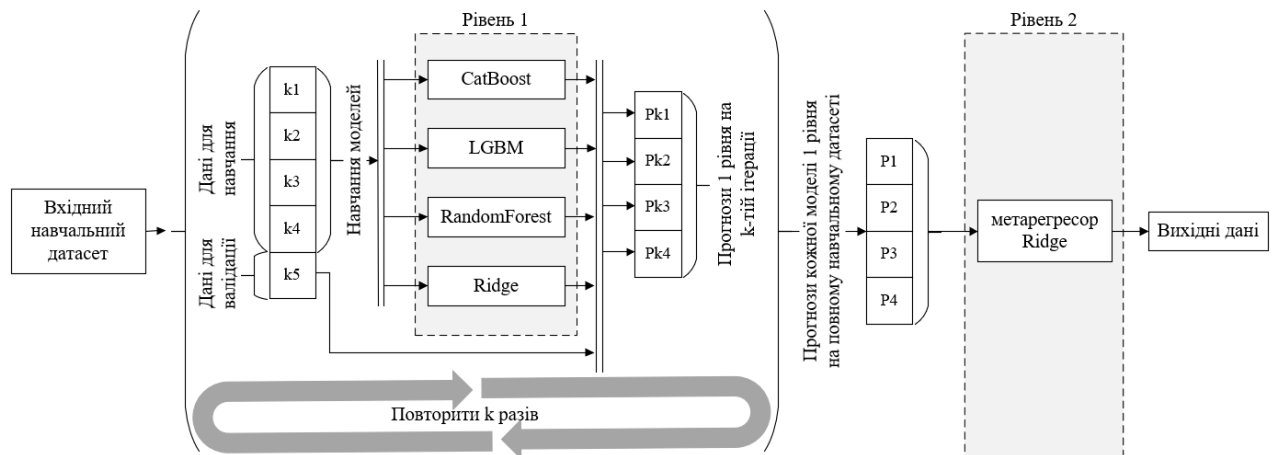 Вхідний
навчальний
датасет
Дані для
навчання
Дані для
валідації
k1
k2
k3
k4
k5
Навчання моделей
Рівень 1
CatBoost
LGBM
RandomForest
Ridge
Pk1
Pk2
Pk3
Pk4
Прогнози 1 рівня на
k-тій ітерації
Повторити k разів
Прогнози кожної моделі 1 рівня
на повному навчальному датасеті
P1
P2
P3
P4
Рівень 2
метарегресор
Ridge
Вихідні дані